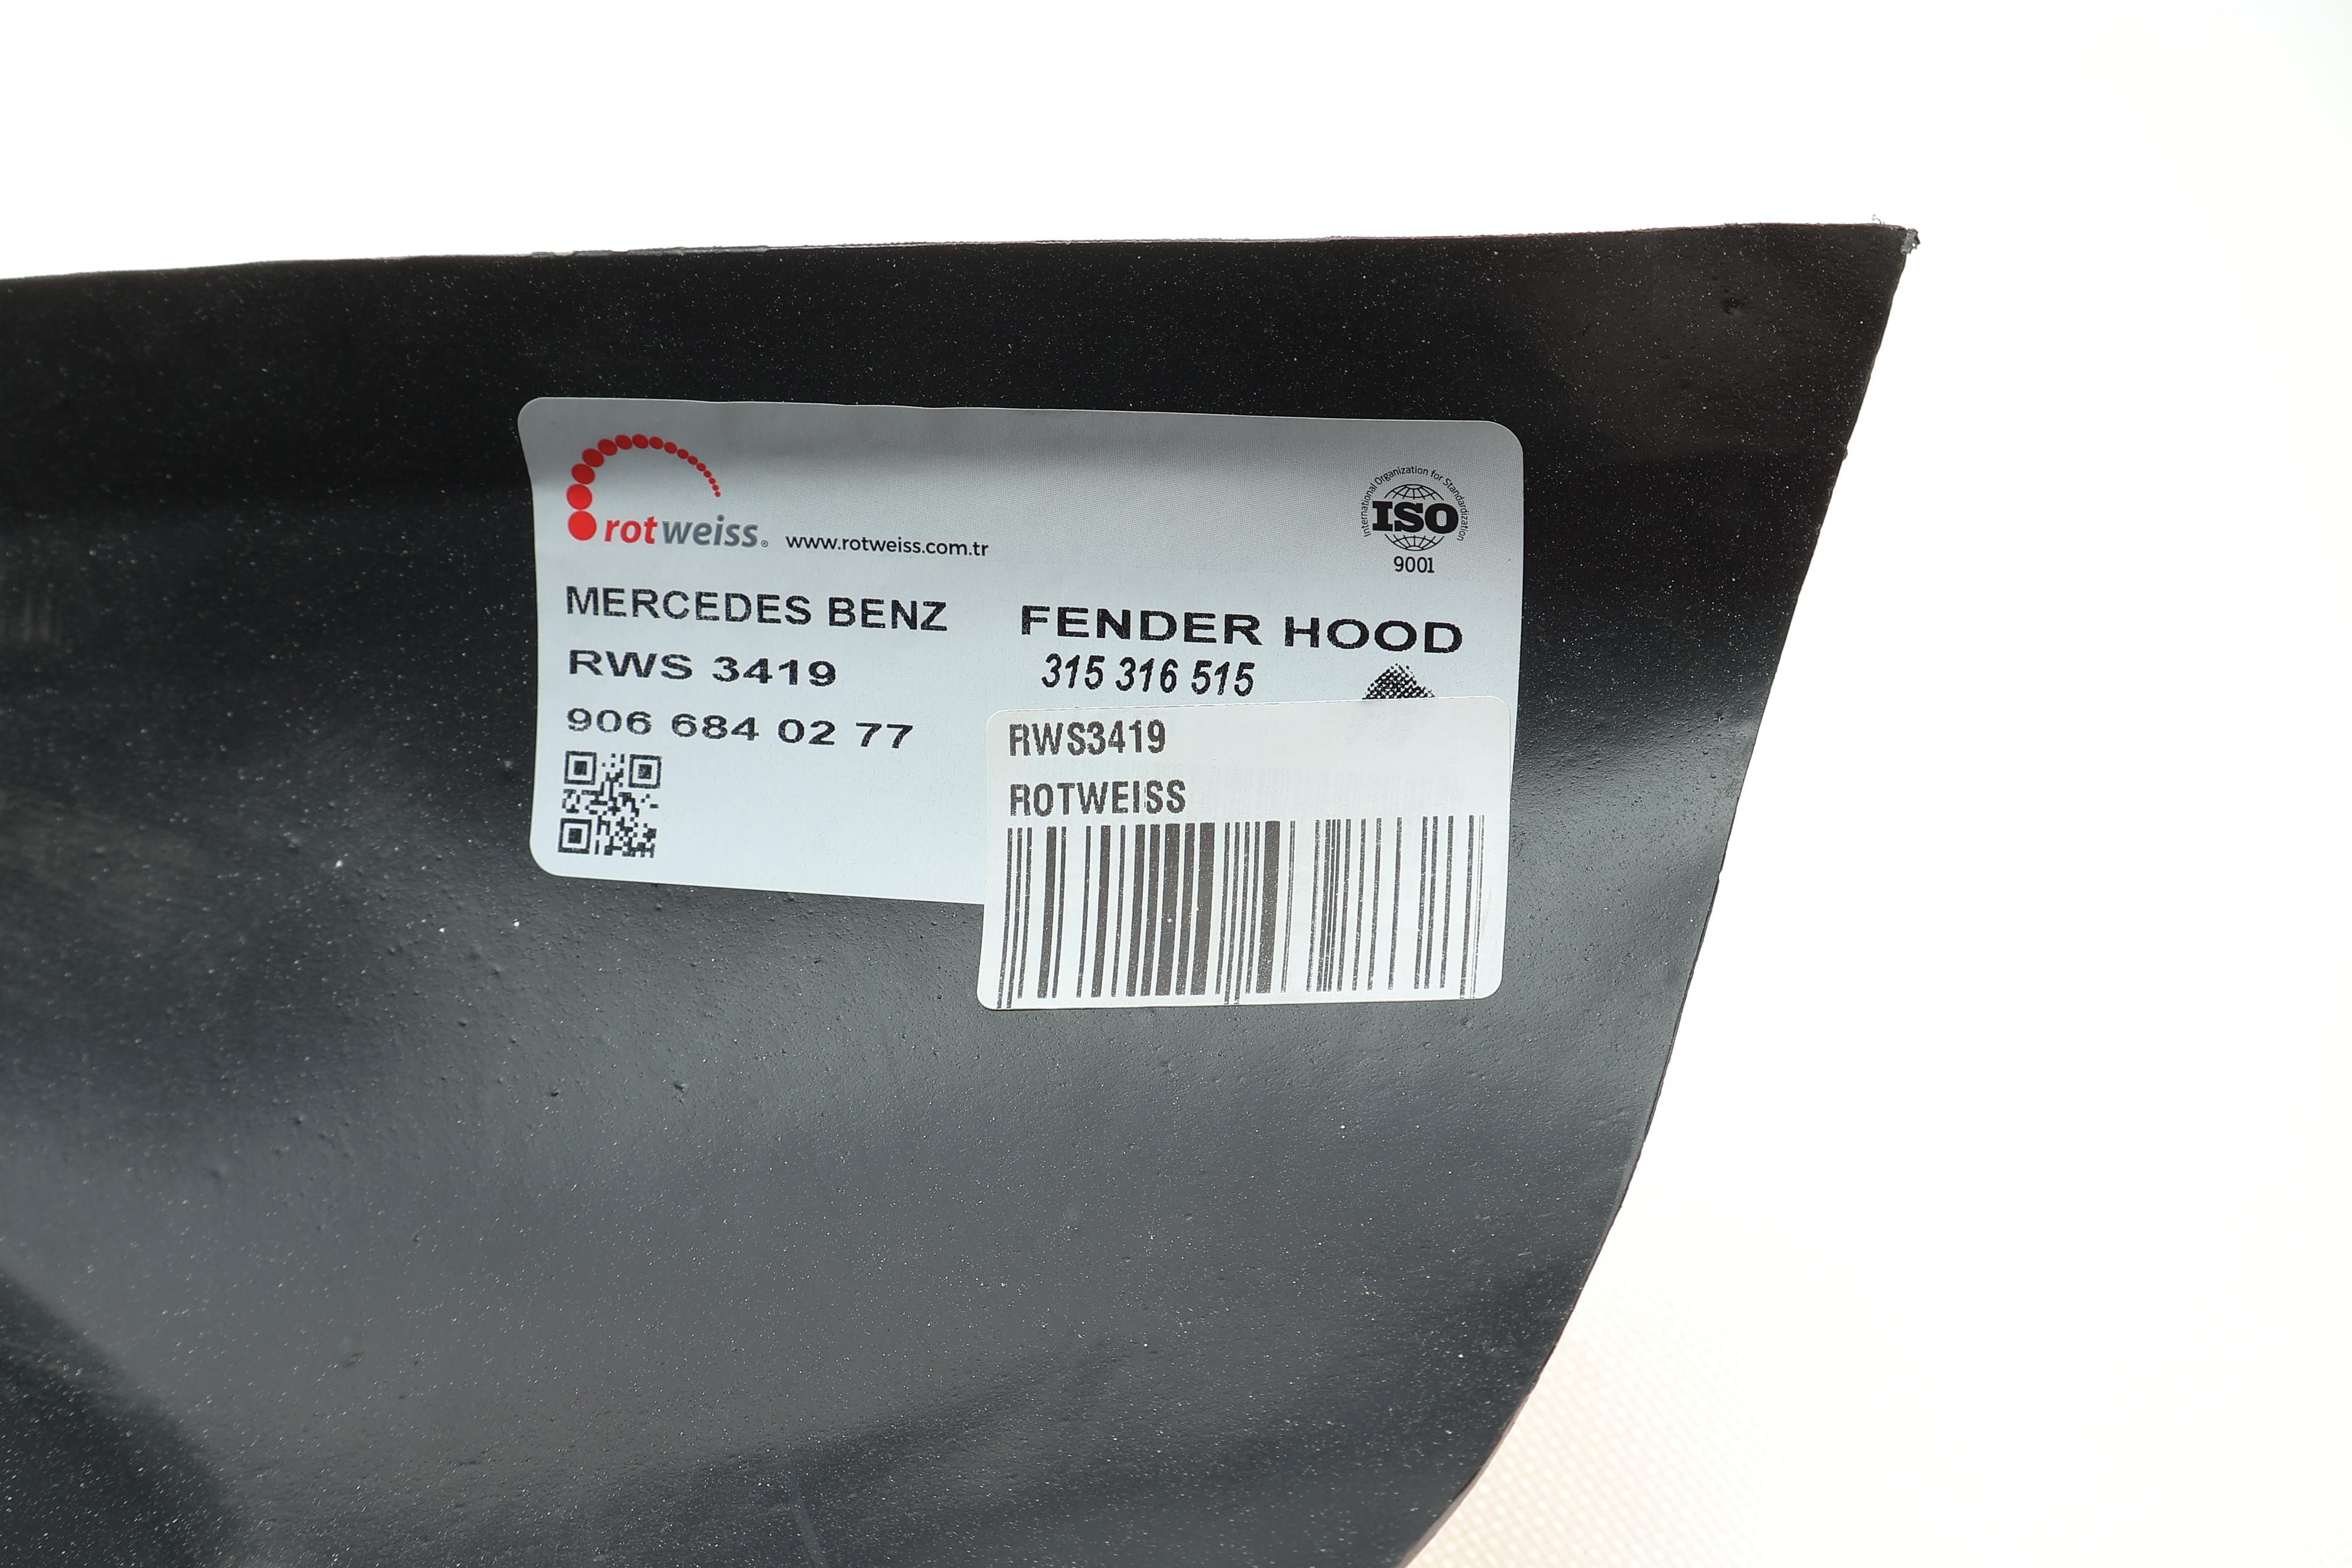 rotweiss® www.rotweiss.com.tr
International Organization for Standardization
ISO
9001
MERCEDES BENZ
RWS 3419
906 684 02 77
FENDER HOOD
315 316 515
RWS3419
ROTWEISS